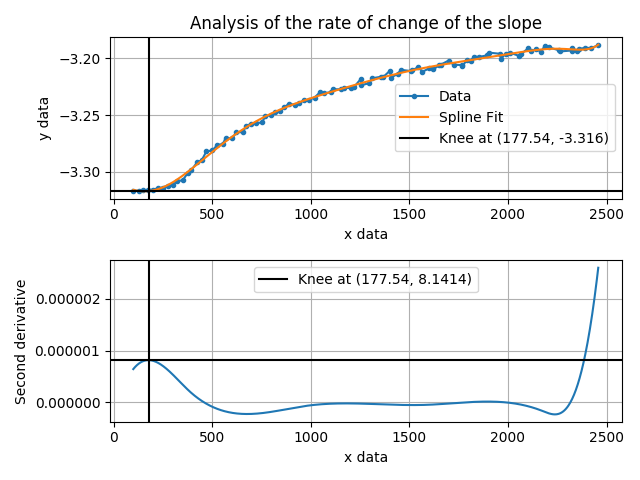 Analysis of the rate of change of the slope
−3.20
−3.25
−3.30
y data
Data
Spline Fit
Knee at (177.54, -3.316)
0 500 1000 1500 2000 2500
x data
Knee at (177.54, 8.1414)
0.000002
0.000001
0.000000
Second derivative
0 500 1000 1500 2000 2500
x data